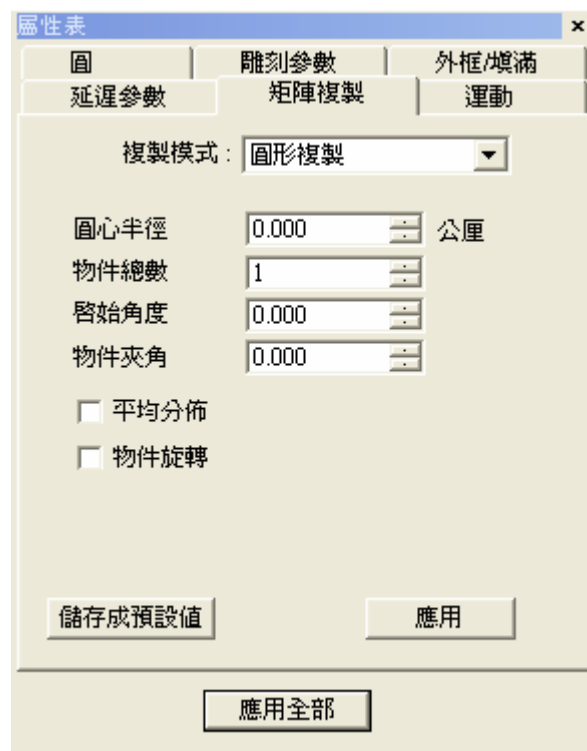 屬性表
圓 雕刻參數 外框/填滿
延遲參數 矩陣複製 運動
複製模式 : 圓形複製
圓心半徑 0.000 公厘
物件總數 1
啓始角度 0.000
物件夾角 0.000
平均分佈
物件旋轉
儲存成預設值 應用
應用全部